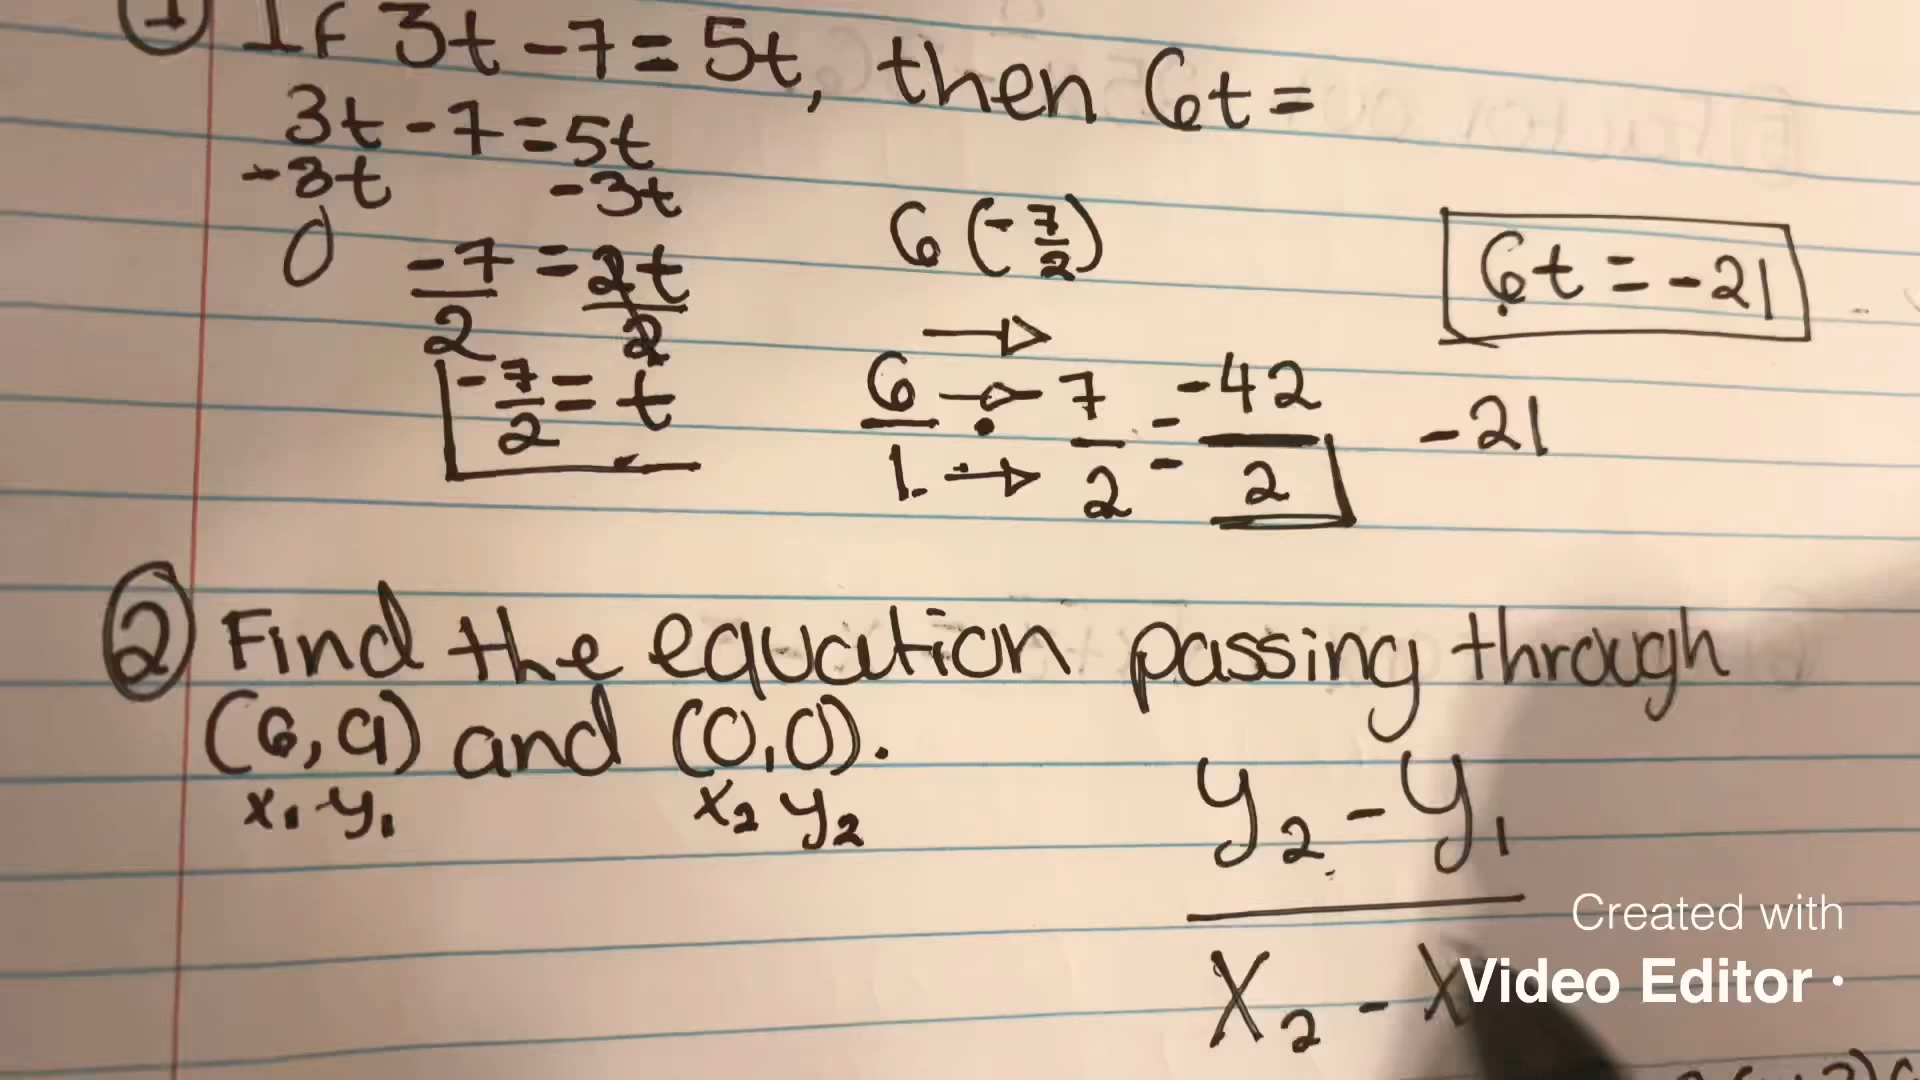 ① If 3t - 7 = 5t, then 6t =
3t - 7 = 5t
-3t -3t
0 -7 = 2t
2 2
-7/2 = t
6 (-7/2)
6 → 7 = -42
1 → 2 = 2
-21
6t = -21
② Find the equation passing through
(6,9) and (0,0).
x₁ y₁ x₂ y₂
y₂ - y₁
x₂ - x
Created with
Video Editor